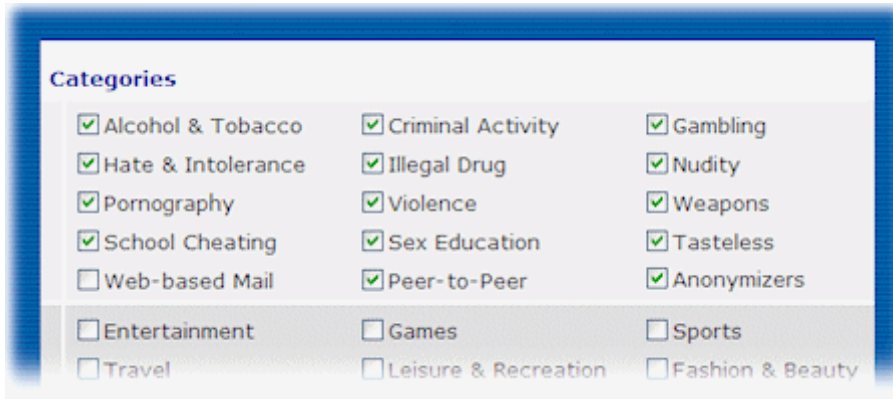 Categories
Alcohol & Tobacco Criminal Activity Gambling
Hate & Intolerance Illegal Drug Nudity
Pornography Violence Weapons
School Cheating Sex Education Tasteless
Web-based Mail Peer-to-Peer Anonymizers
Entertainment Games Sports
Travel Leisure & Recreation Fashion & Beauty